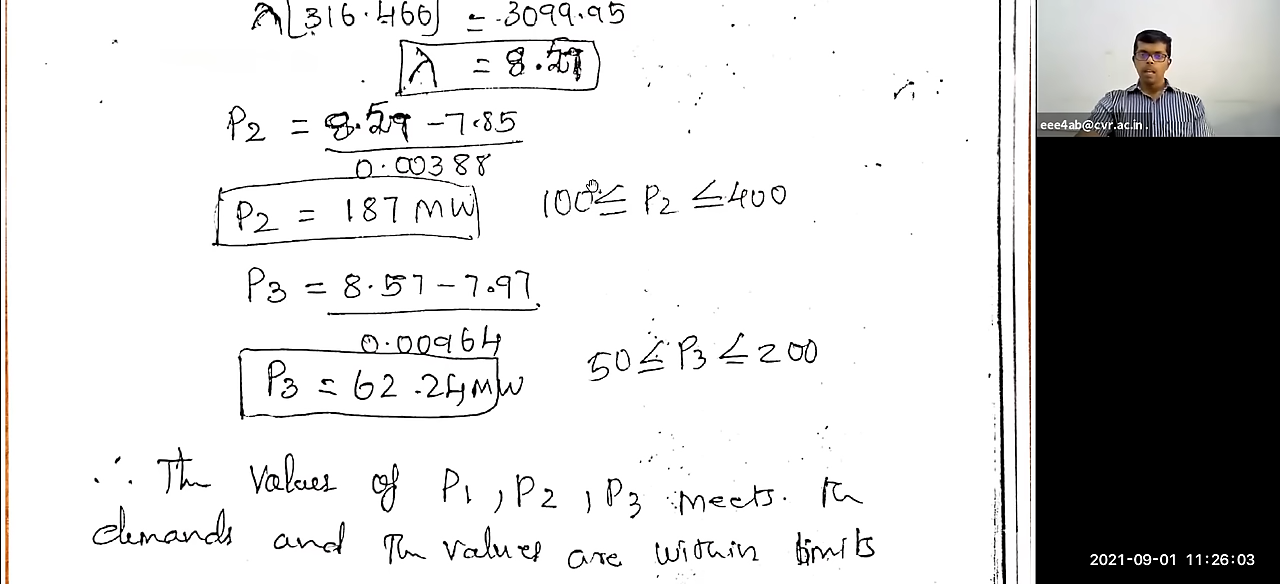 λ[316.466] = 3099.95
λ = 8.57
eee4ab@cvr.ac.in .
P2 = 8.57 - 7.85
0.00388
P2 = 187 MW 100 ≤ P2 ≤ 400
P3 = 8.57 - 7.97
0.00964
P3 = 62.24 MW 50 ≤ P3 ≤ 200
∴ The values of P1, P2, P3 meets the
demands and The values are within limits
2021-09-01 11:26:03